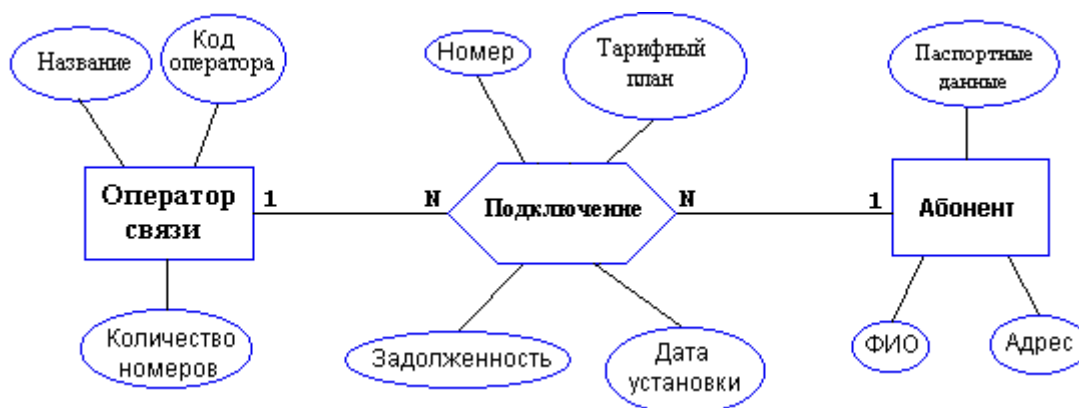 Название
Код
оператора
Номер
Тарифный
план
Паспортные
данные
Оператор
связи
1
N
Подключение
N
1
Абонент
Количество
номеров
Задолженность
Дата
установки
ФИО
Адрес